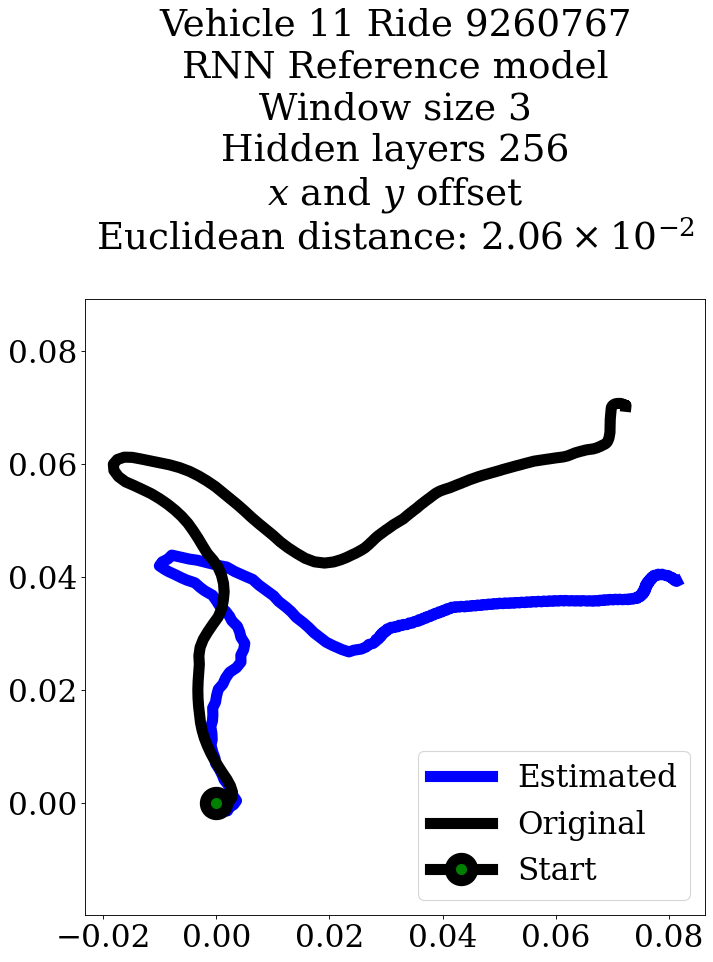 Vehicle 11 Ride 9260767
RNN Reference model
Window size 3
Hidden layers 256
x and y offset
Euclidean distance: 2.06 × 10⁻²
0.08
0.06
0.04
0.02
0.00
Estimated
Original
Start
−0.02 0.00 0.02 0.04 0.06 0.08